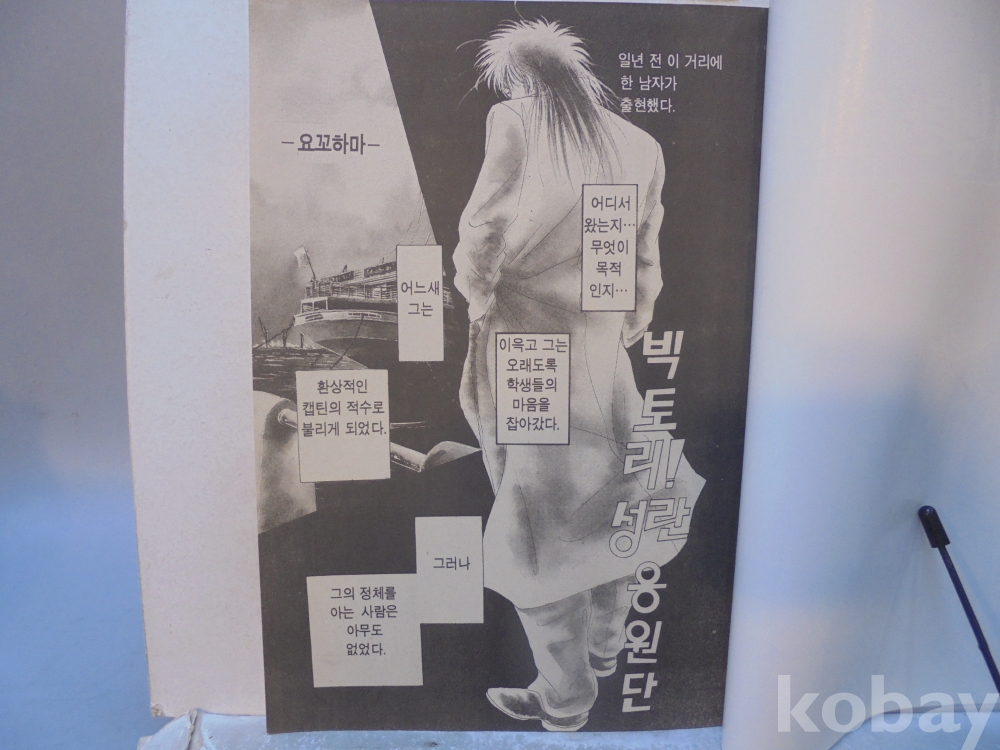 일년 전 이 거리에
한 남자가
출현했다.
–요꼬하마–
어디서
왔는지…
무엇이
목적
인지…
어느새
그는
이윽고 그는
오래도록
학생들의
마음을
잡아갔다.
환상적인
캡틴의 적수로
불리게 되었다.
빅토리!
성란
응원단
그러나
그의 정체를
아는 사람은
아무도
없었다.
kobay